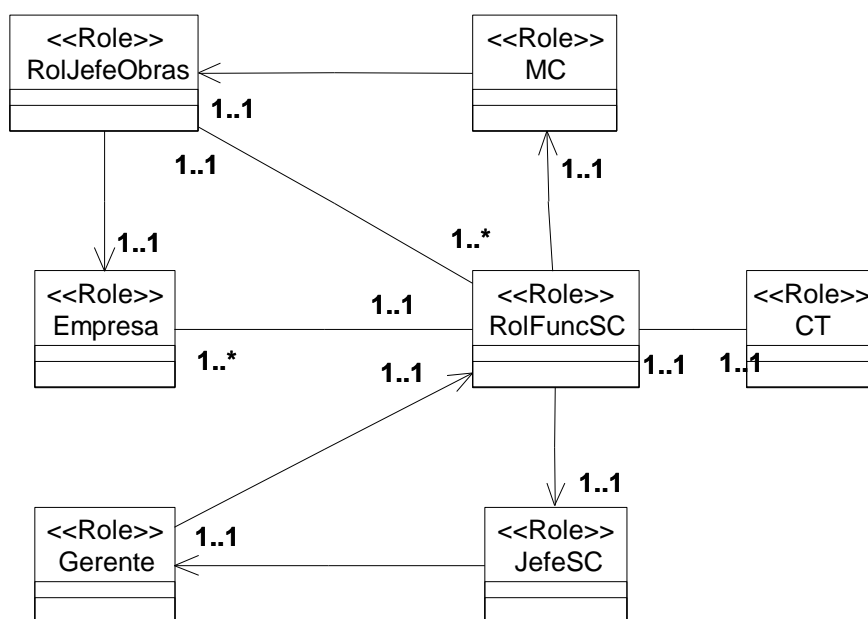 <<Role>>
RolJefeObras
<<Role>>
MC
1..1
1..1
1..1
1..1
1..*
<<Role>>
Empresa
1..1
1..*
<<Role>>
RolFuncSC
<<Role>>
CT
1..1
1..1
1..1
1..1
1..1
<<Role>>
Gerente
<<Role>>
JefeSC